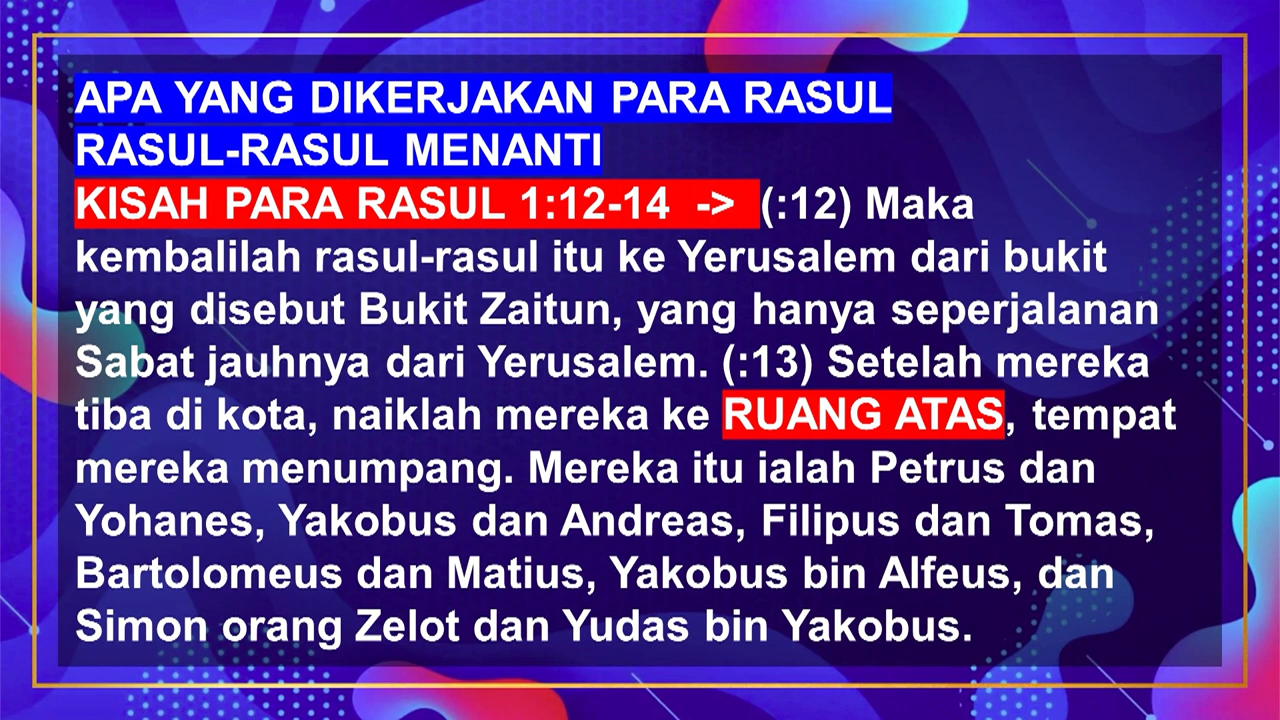 APA YANG DIKERJAKAN PARA RASUL
RASUL-RASUL MENANTI
KISAH PARA RASUL 1:12-14 -> (:12) Maka
kembalilah rasul-rasul itu ke Yerusalem dari bukit
yang disebut Bukit Zaitun, yang hanya seperjalanan
Sabat jauhnya dari Yerusalem. (:13) Setelah mereka
tiba di kota, naiklah mereka ke RUANG ATAS, tempat
mereka menumpang. Mereka itu ialah Petrus dan
Yohanes, Yakobus dan Andreas, Filipus dan Tomas,
Bartolomeus dan Matius, Yakobus bin Alfeus, dan
Simon orang Zelot dan Yudas bin Yakobus.